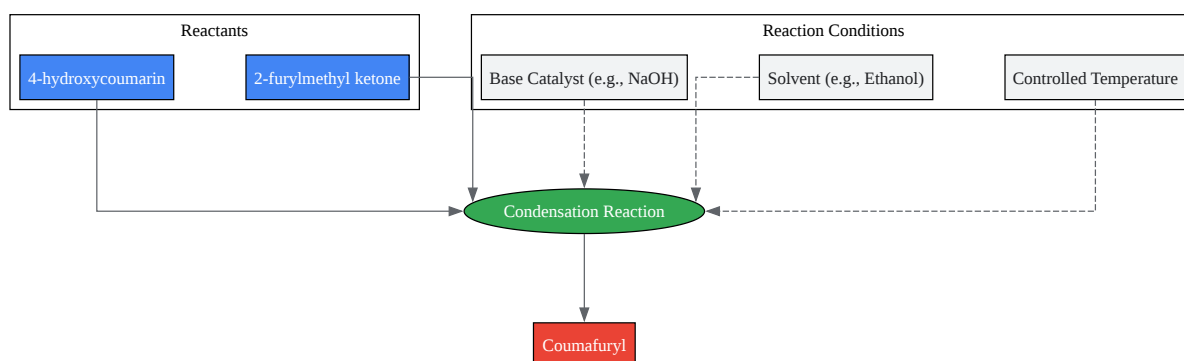 Reactants
Reaction Conditions
4-hydroxycoumarin
2-furylmethyl ketone
Base Catalyst (e.g., NaOH)
Solvent (e.g., Ethanol)
Controlled Temperature
Condensation Reaction
Coumafuryl